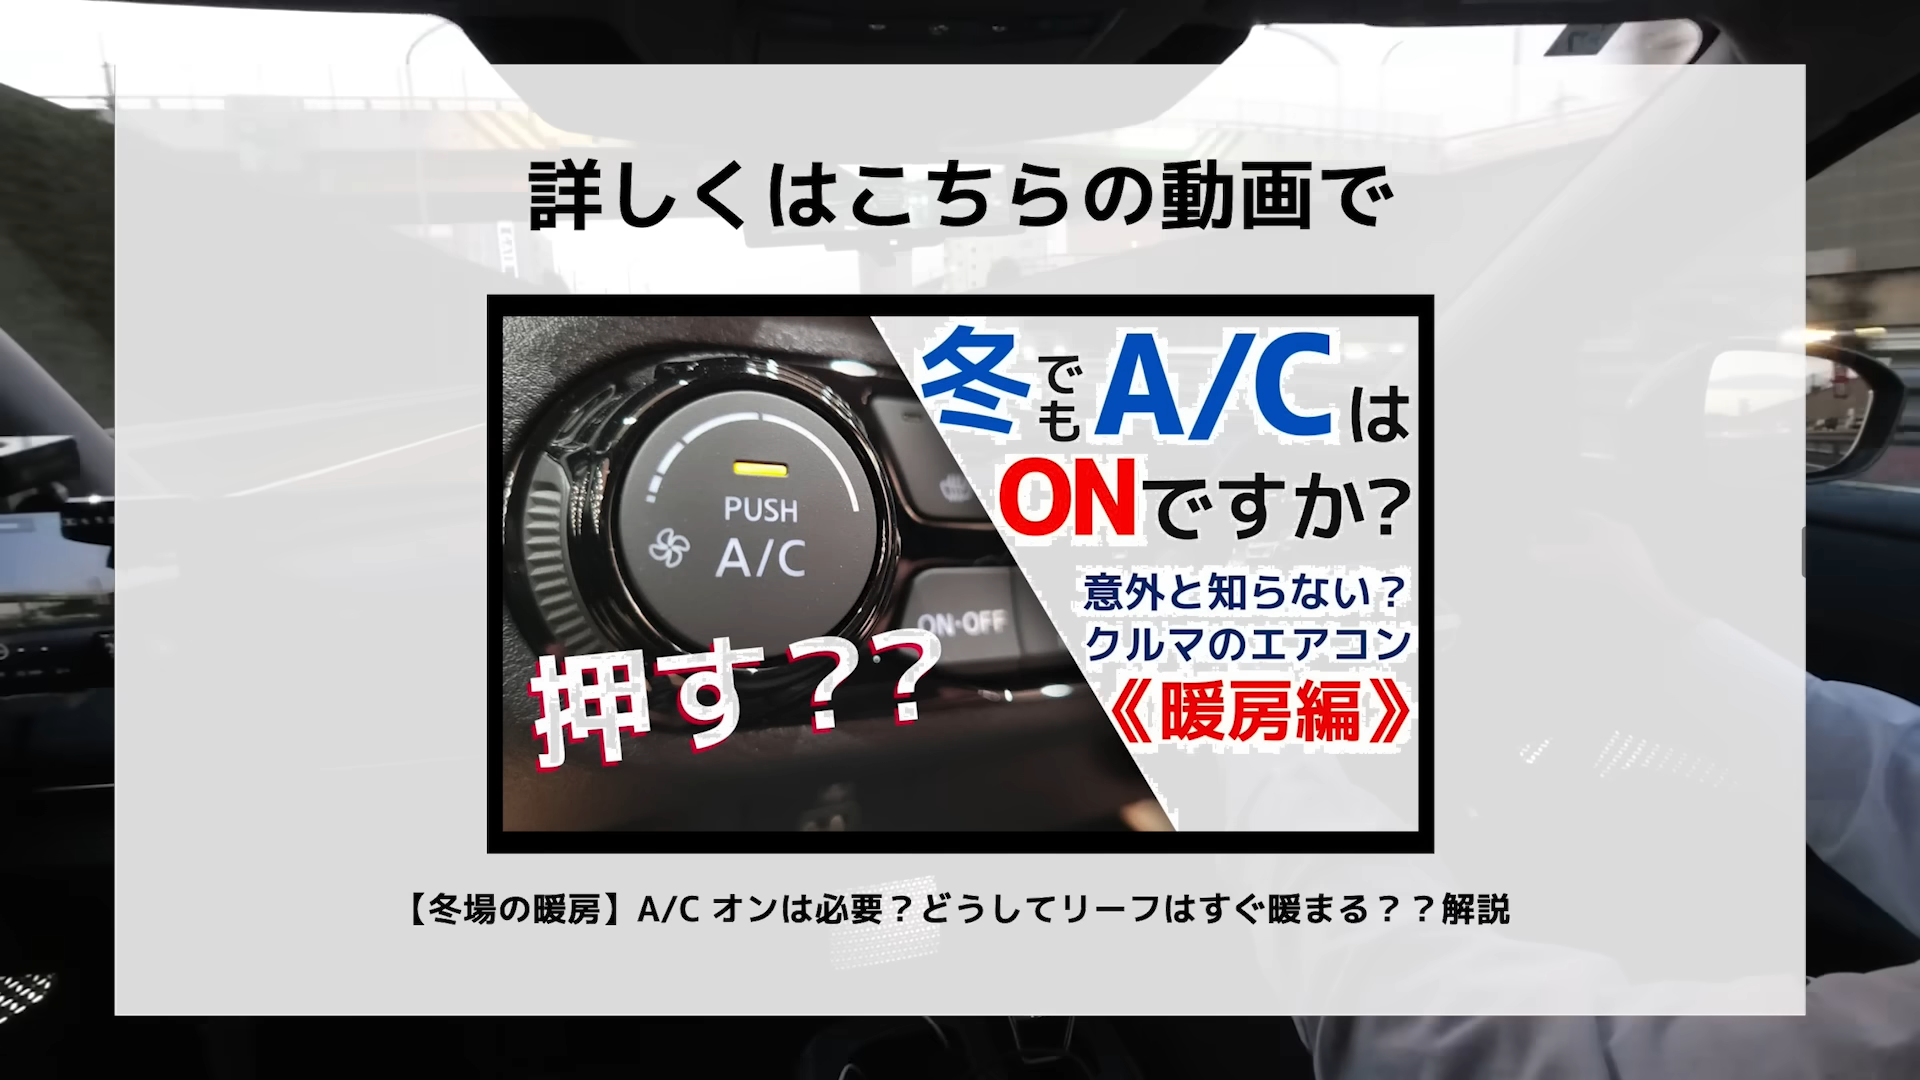 詳しくはこちらの動画で
冬でもA/Cは
ONですか?
意外と知らない？
クルマのエアコン
《暖房編》
PUSH
A/C
ON·OFF
押す??
【冬場の暖房】A/C オンは必要？どうしてリーフはすぐ暖まる？？解説